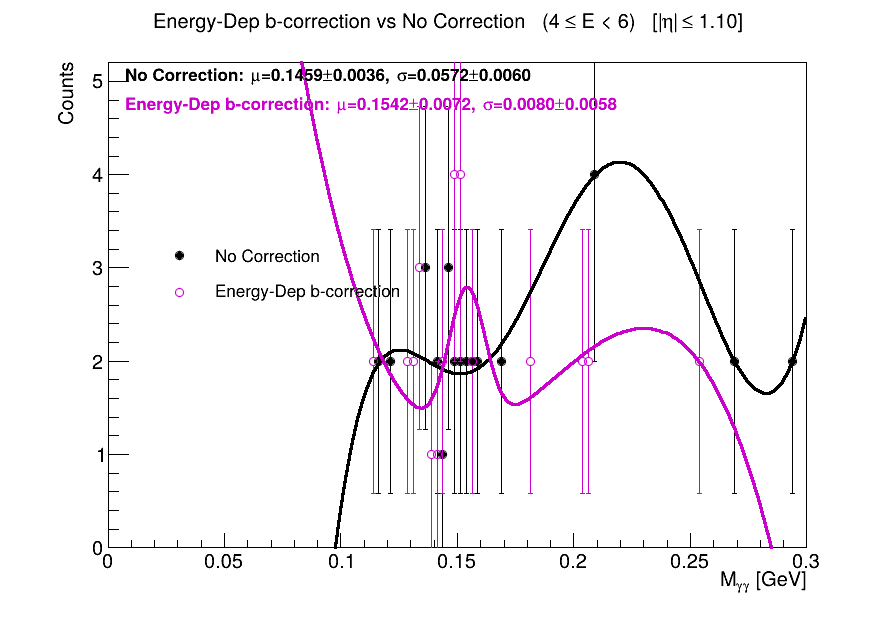 Energy-Dep b-correction vs No Correction (4 ≤ E < 6) [|η| ≤ 1.10]
No Correction: μ=0.1459±0.0036, σ=0.0572±0.0060
Energy-Dep b-correction: μ=0.1542±0.0072, σ=0.0080±0.0058
Counts
5
4
3
2
1
0
No Correction
Energy-Dep b-correction
0 0.05 0.1 0.15 0.2 0.25 0.3
Mγγ [GeV]